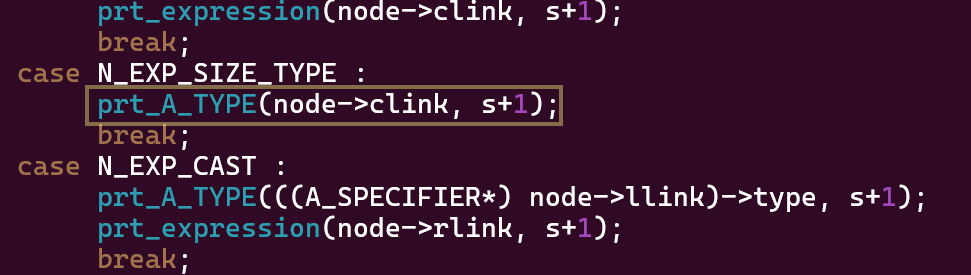 prt_expression(node->clink, s+1);
break;
case N_EXP_SIZE_TYPE :
prt_A_TYPE(node->clink, s+1);
break;
case N_EXP_CAST :
prt_A_TYPE(((A_SPECIFIER*) node->llink)->type, s+1);
prt_expression(node->rlink, s+1);
break;